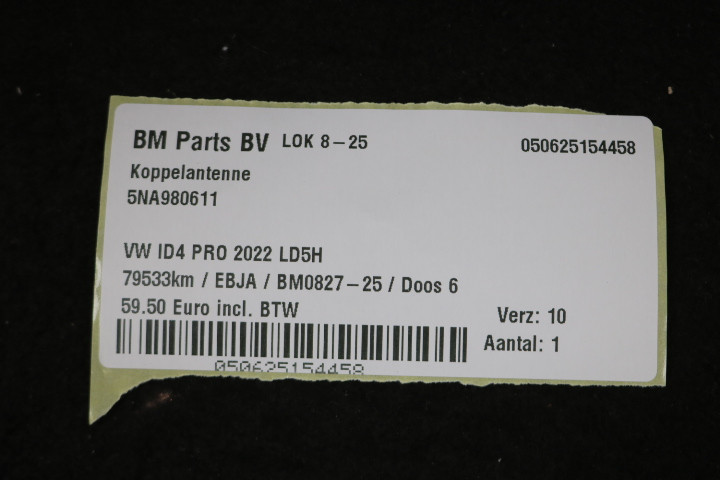 BM Parts BV LOK 8-25 050625154458
Koppelantenne
5NA980611
VW ID4 PRO 2022 LD5H
79533km / EBJA / BM0827-25 / Doos 6
59.50 Euro incl. BTW
Verz: 10
Aantal: 1
050625154458